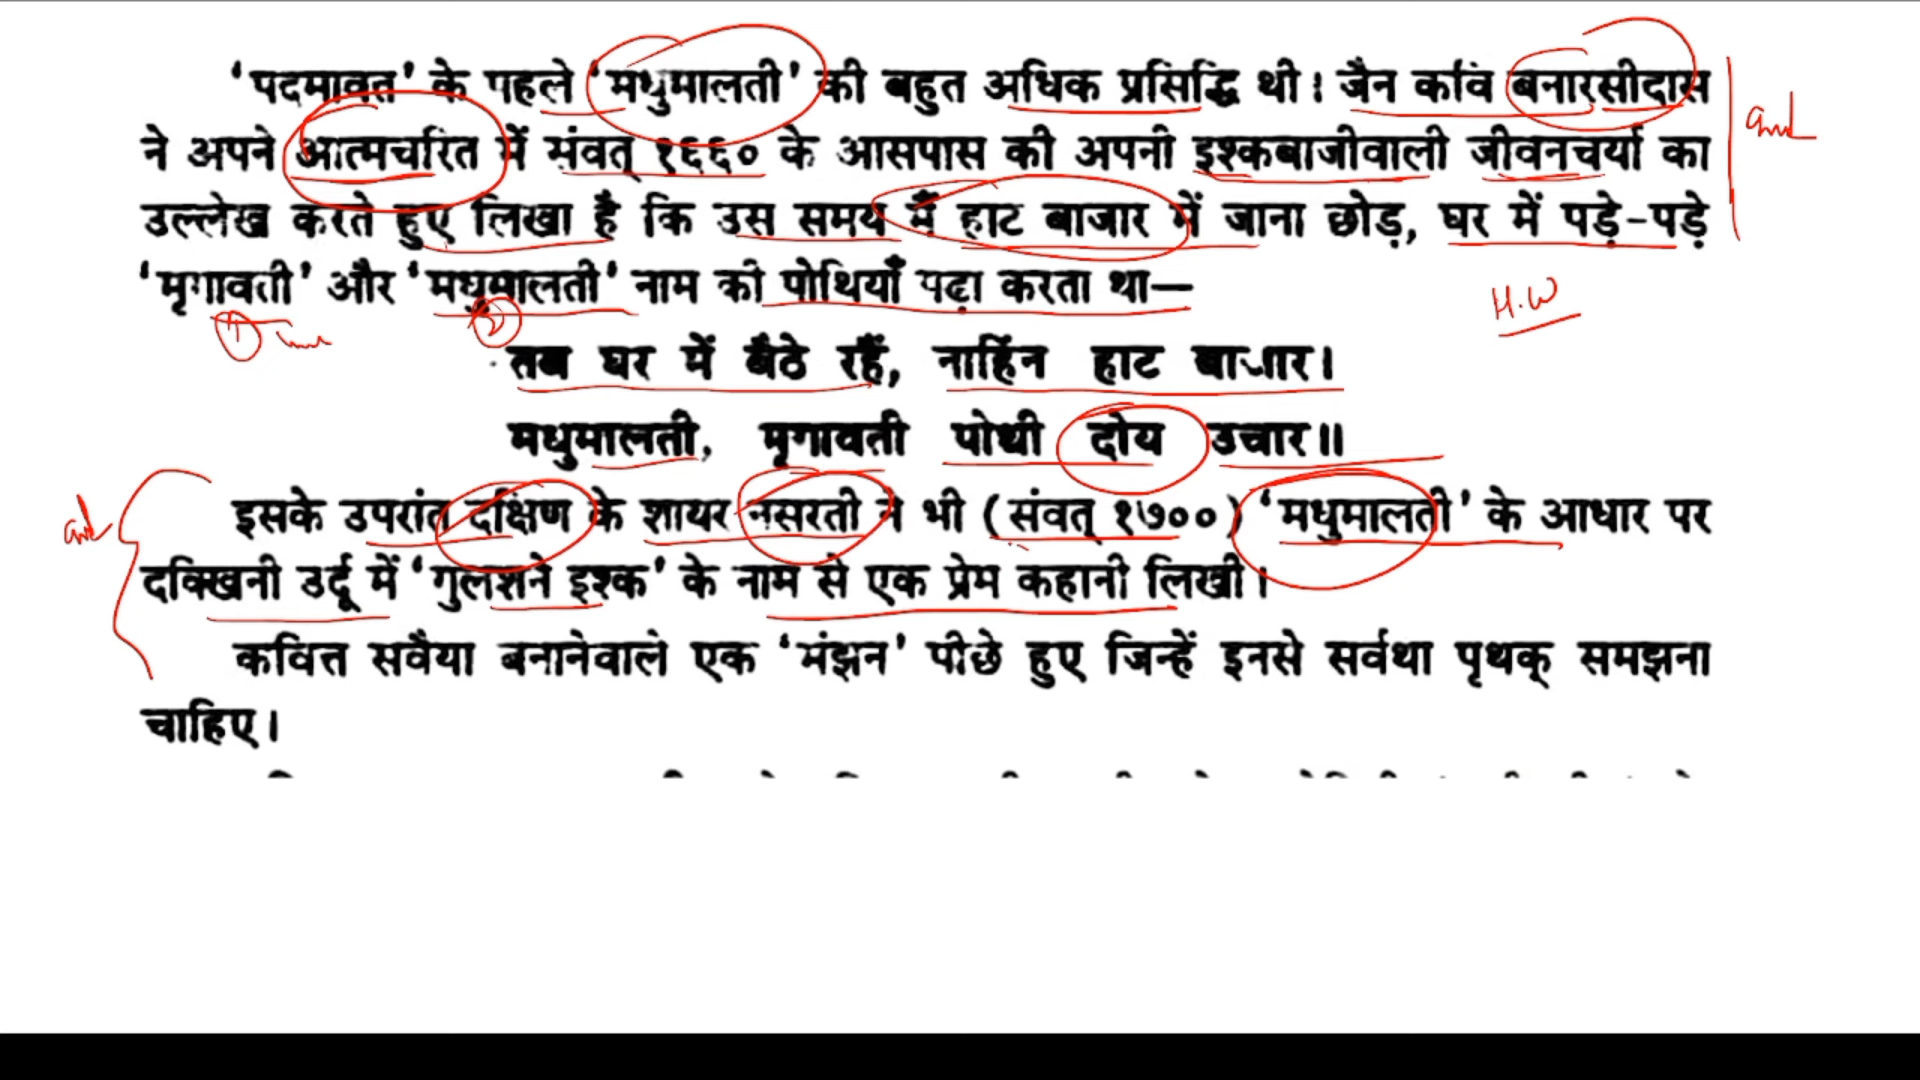 ‘पदमावत’ के पहले ‘मधुमालती’ की बहुत अधिक प्रसिद्धि थी। जैन कवि बनारसीदास
ने अपने आत्मचरित में संवत् १६६० के आसपास की अपनी इश्कबाजीवाली जीवनचर्या का
उल्लेख करते हुए लिखा है कि उस समय मैं हाट बाजार में जाना छोड़, घर में पड़े-पड़े
‘मृगावती’ और ‘मधुमालती’ नाम की पोथियाँ पढ़ा करता था—
H.W
तब घर में बैठे रहैं, नाहिंन हाट बाजार।
मधुमालती, मृगावती पोथी दोय उचार॥
इसके उपरांत दक्षिण के शायर नसरती ने भी (संवत् १७००) ‘मधुमालती’ के आधार पर
दक्खिनी उर्दू में ‘गुलशने इश्क’ के नाम से एक प्रेम कहानी लिखी।
कवित्त सवैया बनानेवाले एक ‘मंझन’ पीछे हुए जिन्हें इनसे सर्वथा पृथक् समझना
चाहिए।